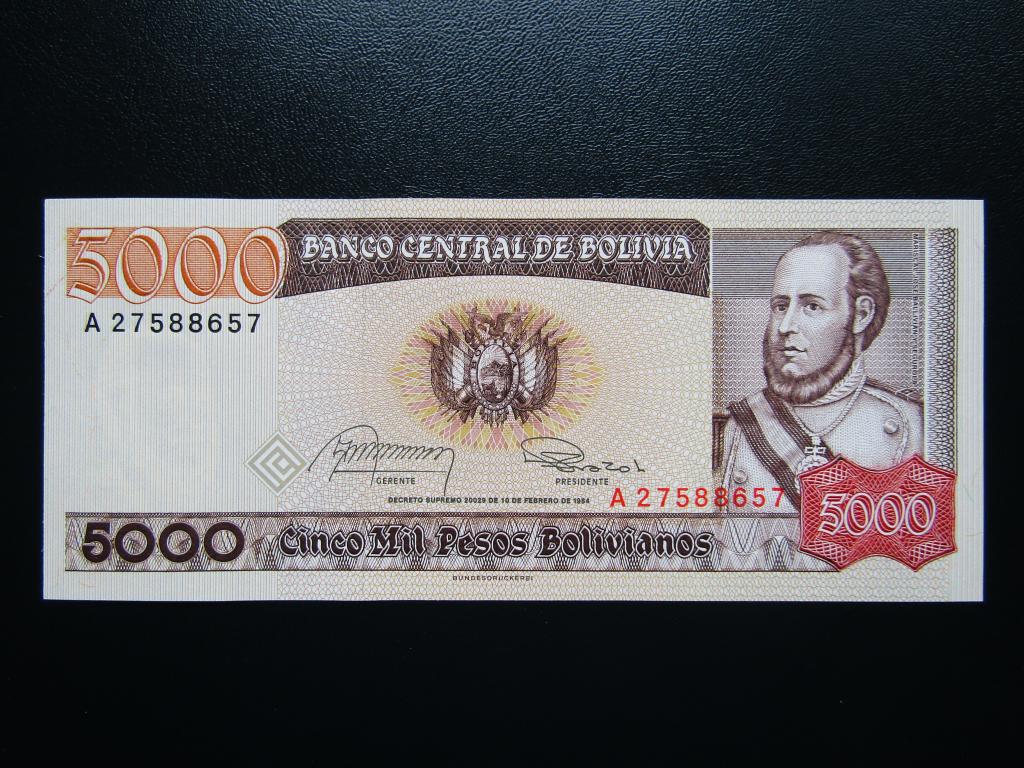 5000
BANCO CENTRAL DE BOLIVIA
A 27588657
GERENTE
PRESIDENTE
DECRETO SUPREMO 20029 DE 10 DE FEBRERO DE 1984
A 27588657
5000
5000
Cinco Mil Pesos Bolivianos
BUNDESDRUCKEREI